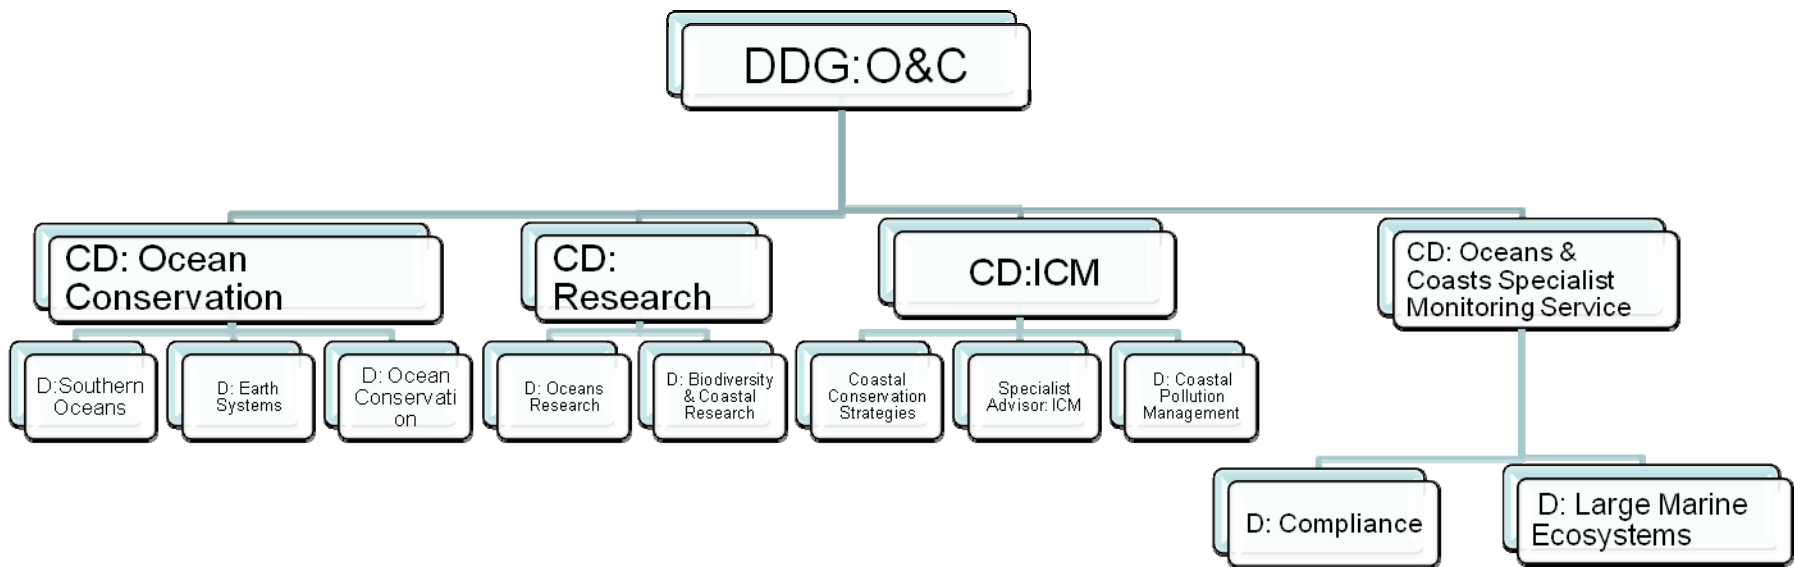 DDG:O&C
CD: Ocean
Conservation
CD:
Research
CD:ICM
CD: Oceans &
Coasts Specialist
Monitoring Service
D:Southern
Oceans
D: Earth
Systems
D: Ocean
Conservati
on
D: Oceans
Research
D: Biodiversity
& Coastal
Research
Coastal
Conservation
Strategies
Specialist
Advisor: ICM
D: Coastal
Pollution
Management
D: Compliance
D: Large Marine
Ecosystems